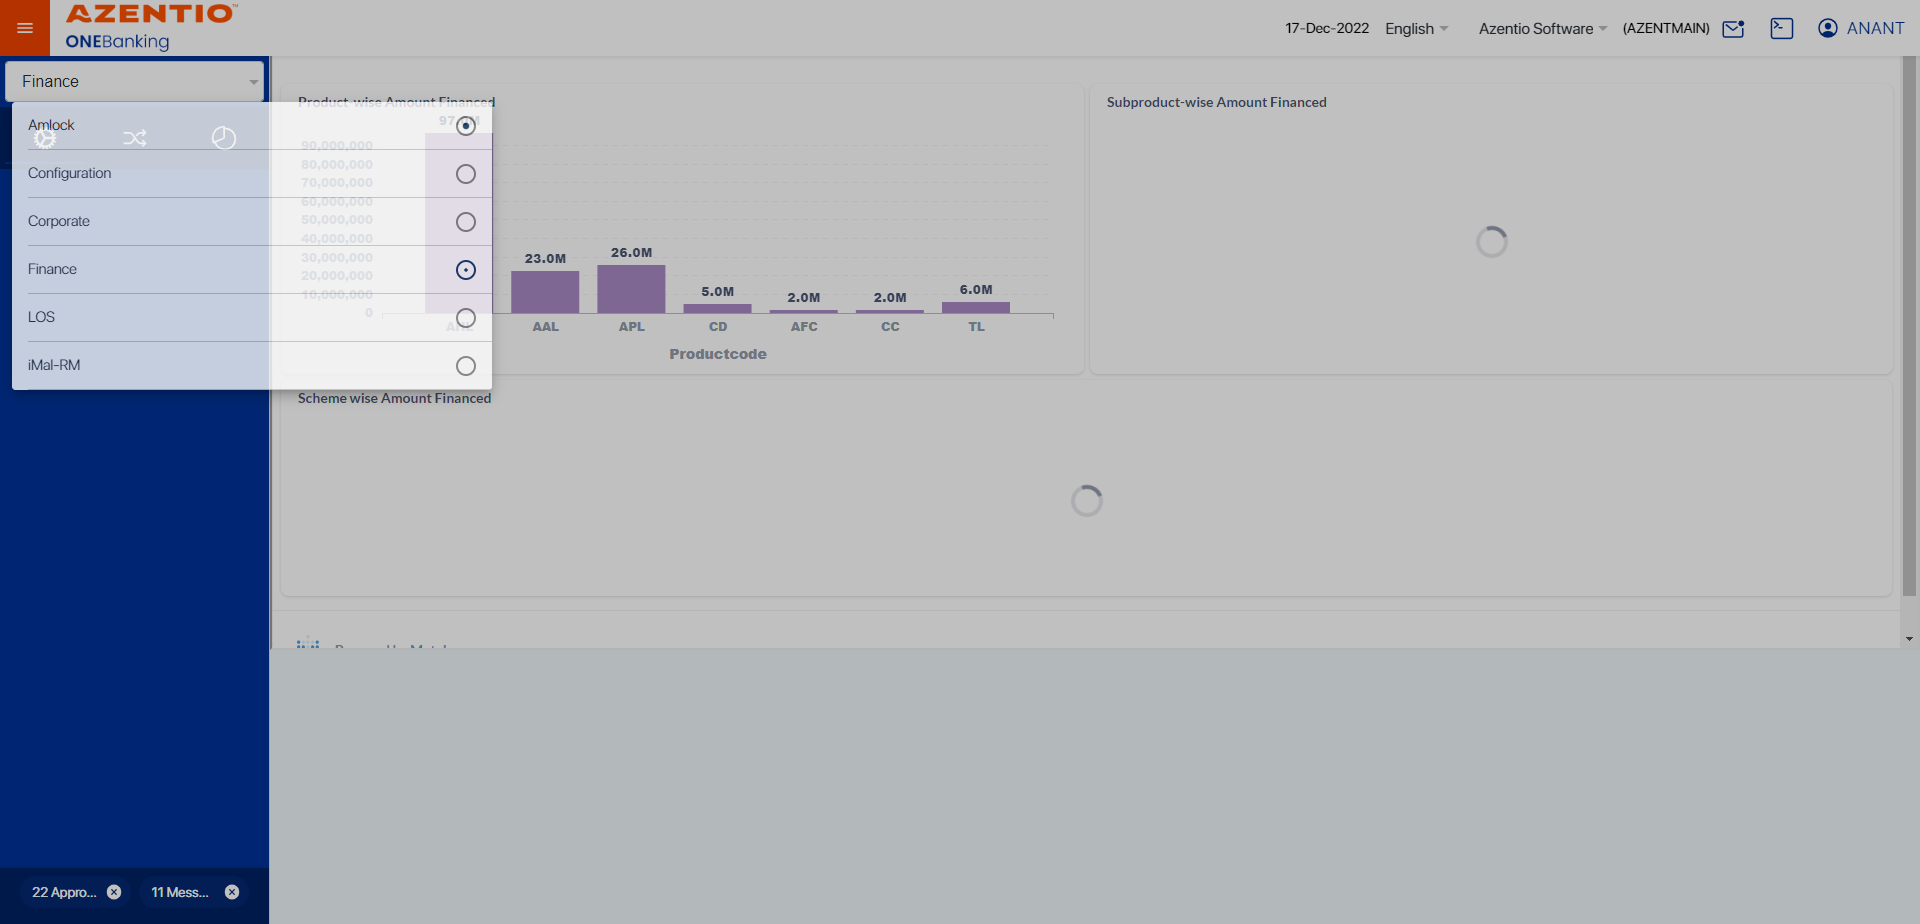 AZENTIO™
ONEBanking
17-Dec-2022
English
Azentio Software
(AZENTMAIN)
ANANT
Finance
Amlock
Configuration
Corporate
Finance
LOS
iMal-RM
Product-wise Amount Financed
90,000,000
80,000,000
70,000,000
60,000,000
50,000,000
40,000,000
30,000,000
20,000,000
10,000,000
0
23.0M
26.0M
5.0M
2.0M
2.0M
6.0M
AAL
APL
CD
AFC
CC
TL
Productcode
Subproduct-wise Amount Financed
Scheme wise Amount Financed
22 Appro...
11 Mess...